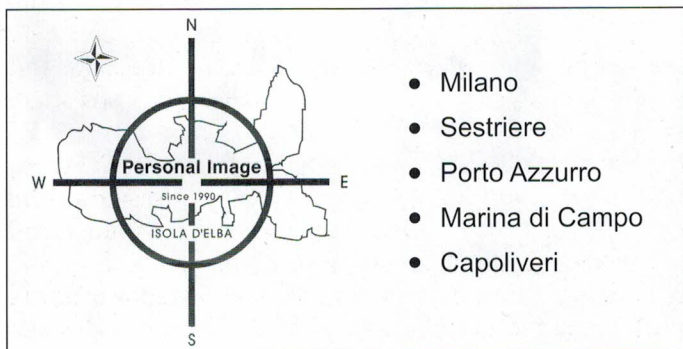 N
W
Personal Image
E
Since 1990
ISOLA D'ELBA
S
• Milano
• Sestriere
• Porto Azzurro
• Marina di Campo
• Capoliveri